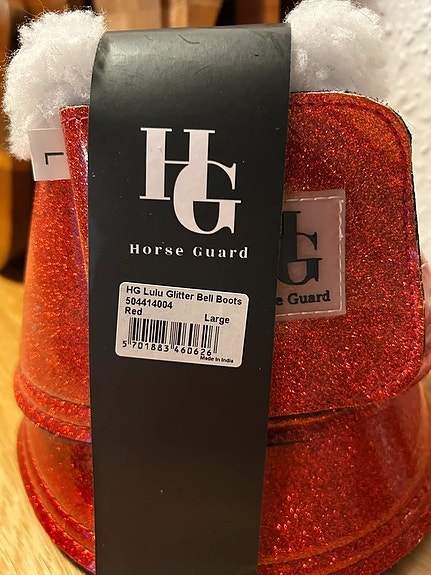 L
HG
Horse Guard
HG Lulu Glitter Bell Boots
504414004
Red Large
5 701883 460626
Made in India
HG
se Guard